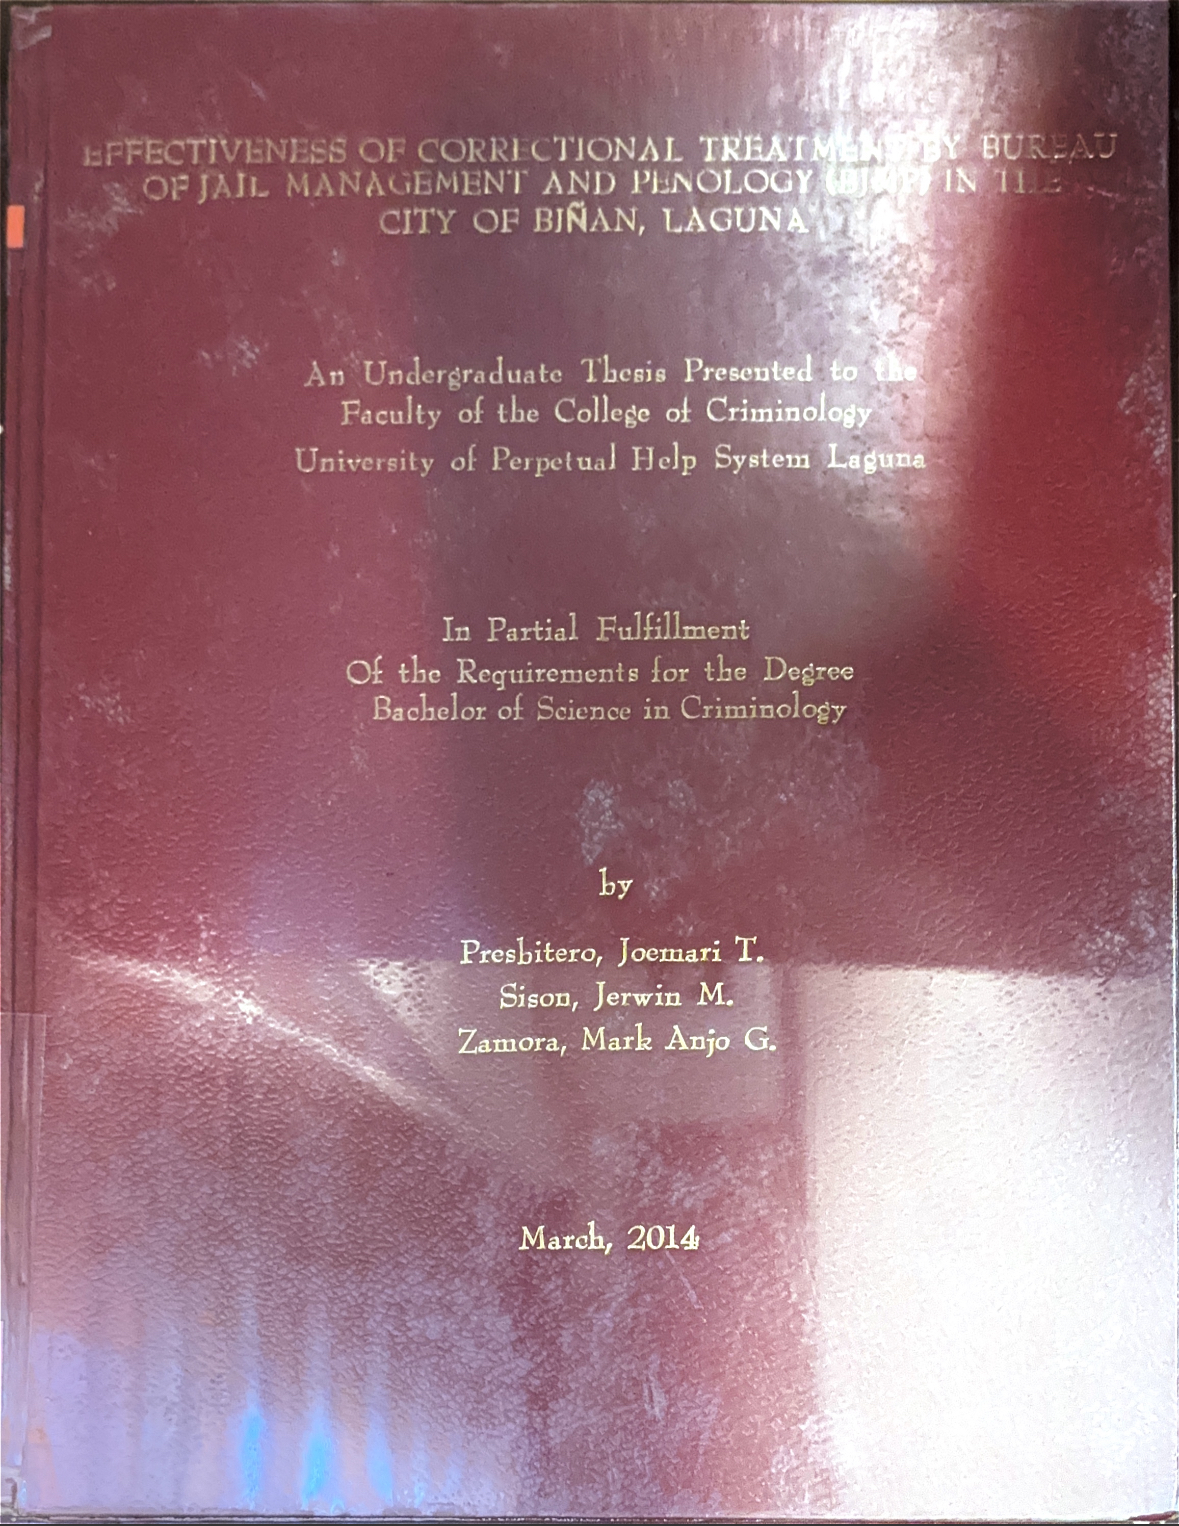 EFFECTIVENESS OF CORRECTIONAL TREATMENT BY BUREAU
OF JAIL MANAGEMENT AND PENOLOGY (BJMP) IN THE
CITY OF BIÑAN, LAGUNA
An Undergraduate Thesis Presented to the
Faculty of the College of Criminology
University of Perpetual Help System Laguna
In Partial Fulfillment
Of the Requirements for the Degree
Bachelor of Science in Criminology
by
Presbitero, Joemari T.
Sison, Jerwin M.
Zamora, Mark Anjo G.
March, 2014